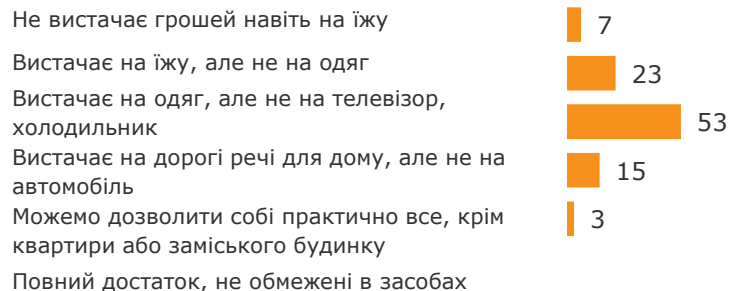 Не вистачає грошей навіть на їжу
7
Вистачає на їжу, але не на одяг
23
Вистачає на одяг, але не на телевізор,
холодильник
53
Вистачає на дорогі речі для дому, але не на
автомобіль
15
Можемо дозволити собі практично все, крім
квартири або заміського будинку
3
Повний достаток, не обмежені в засобах